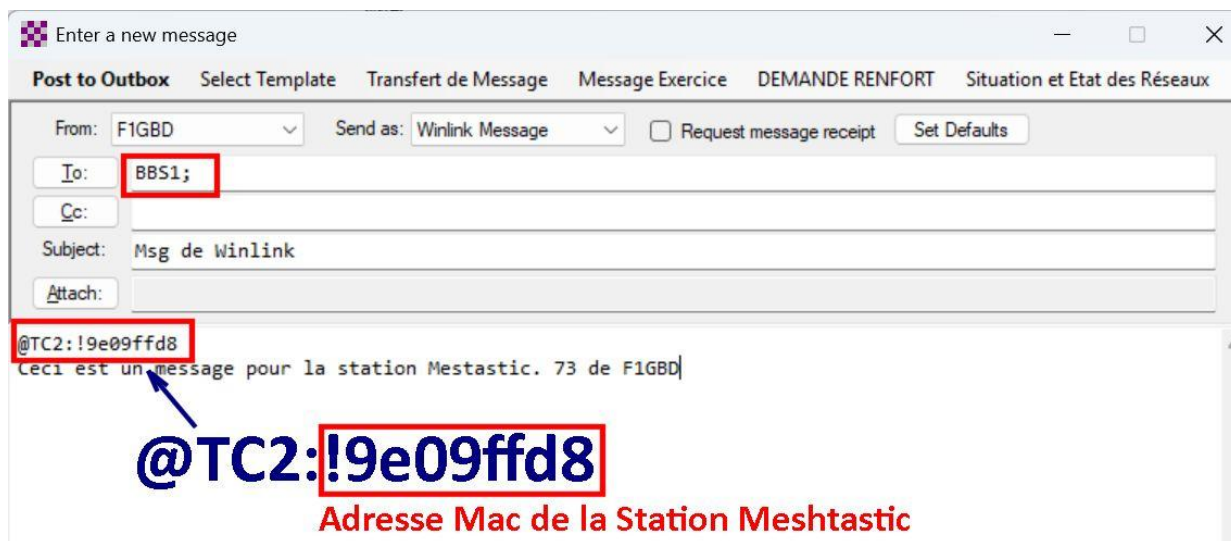 Enter a new message
Post to Outbox Select Template Transfert de Message Message Exercice DEMANDE RENFORT Situation et Etat des Réseaux
From: F1GBD Send as: Winlink Message Request message receipt Set Defaults
To: BBS1;
Cc:
Subject: Msg de Winlink
Attach:
@TC2:!9e09ffd8
Ceci est un message pour la station Mestastic. 73 de F1GBD
@TC2:!9e09ffd8
Adresse Mac de la Station Meshtastic